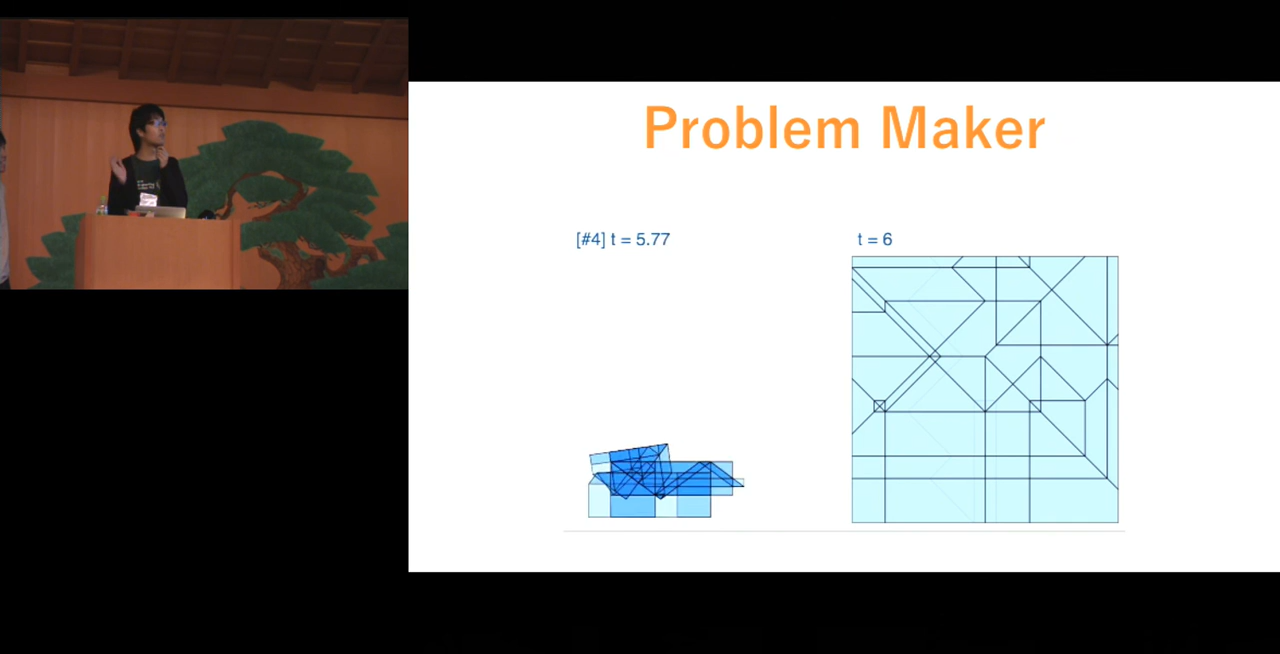 Problem Maker
[#4] t = 5.77
t = 6